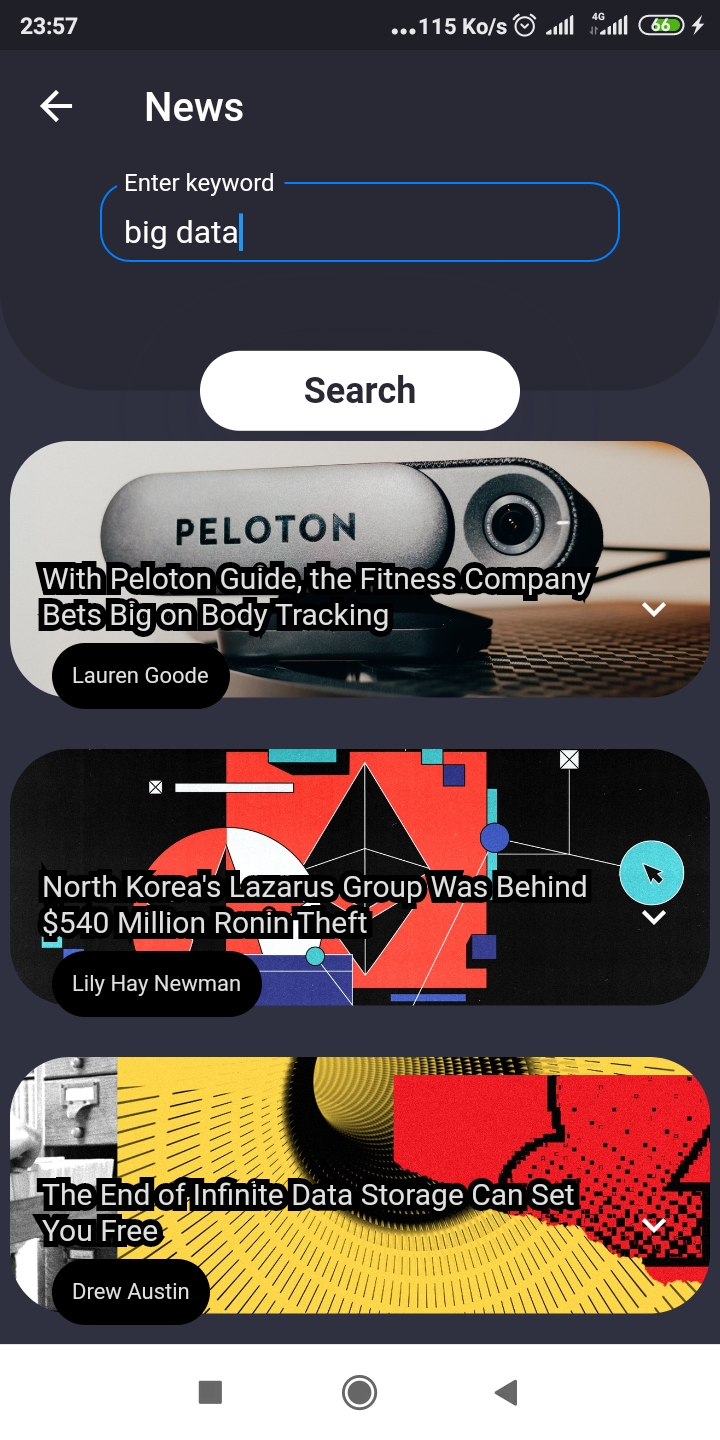 23:57
...115 Ko/s
4G
66
News
Enter keyword
big data
Search
PELOTON
With Peloton Guide, the Fitness Company
Bets Big on Body Tracking
Lauren Goode
North Korea's Lazarus Group Was Behind
$540 Million Ronin Theft
Lily Hay Newman
The End of Infinite Data Storage Can Set
You Free
Drew Austin